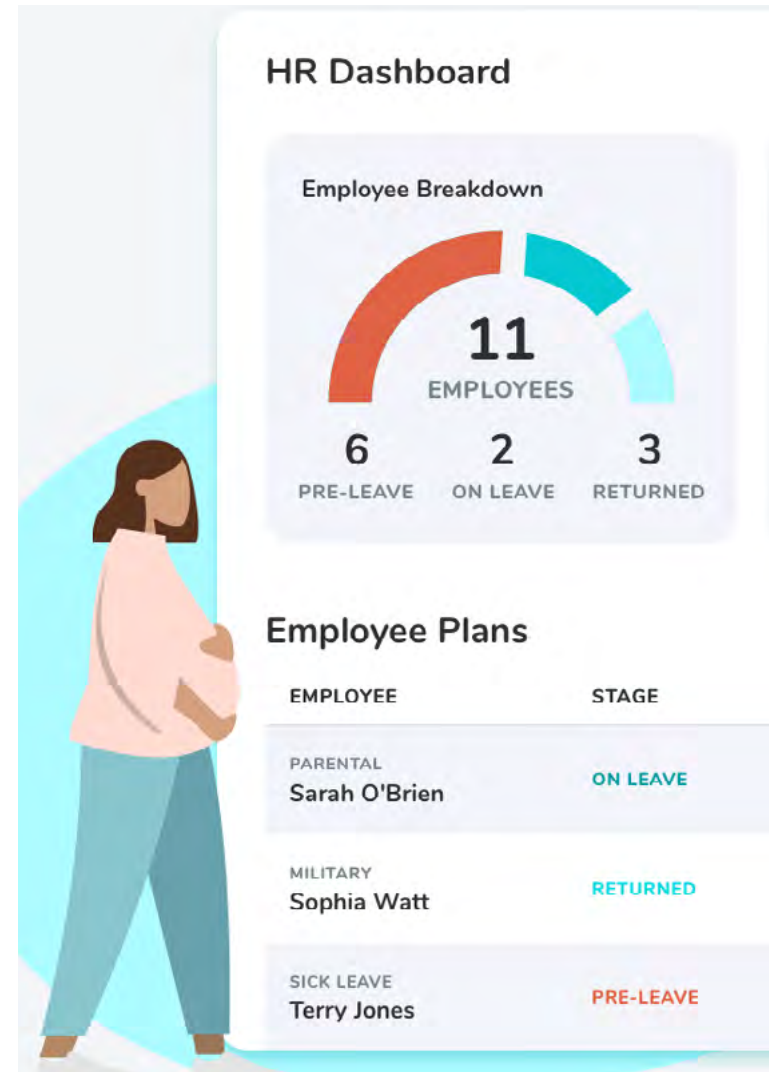 HR Dashboard
Employee Breakdown
11
EMPLOYEES
6 2 3
PRE-LEAVE ON LEAVE RETURNED
Employee Plans
EMPLOYEE STAGE
PARENTAL
Sarah O'Brien ON LEAVE
MILITARY
Sophia Watt RETURNED
SICK LEAVE
Terry Jones PRE-LEAVE